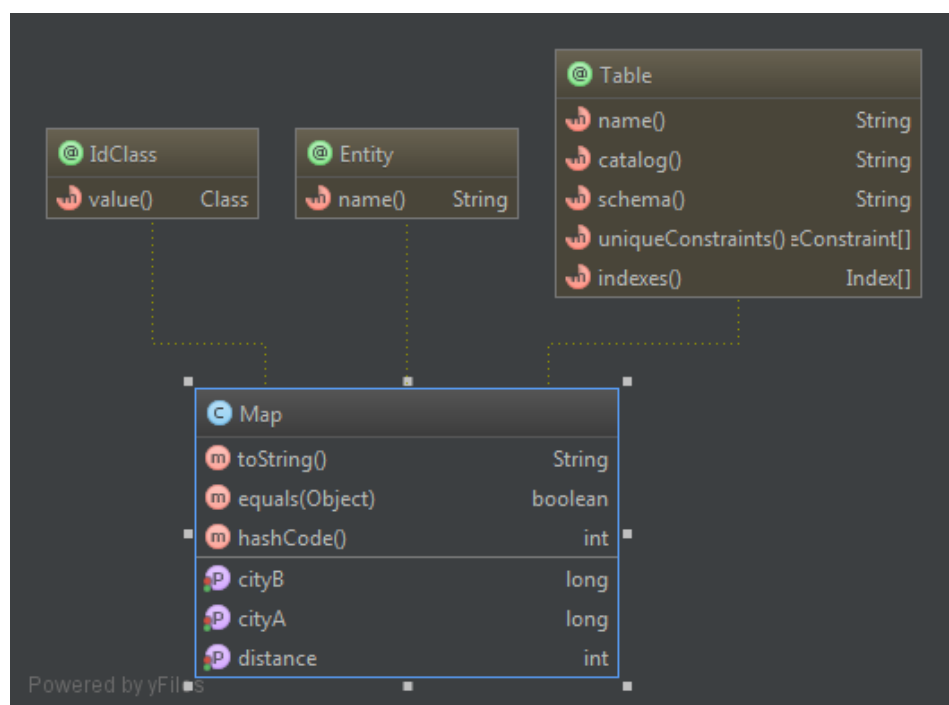 Table
name() String
catalog() String
schema() String
uniqueConstraints() eConstraint[]
indexes() Index[]
IdClass
value() Class
Entity
name() String
Map
toString() String
equals(Object) boolean
hashCode() int
cityB long
cityA long
distance int
Powered by yFiles